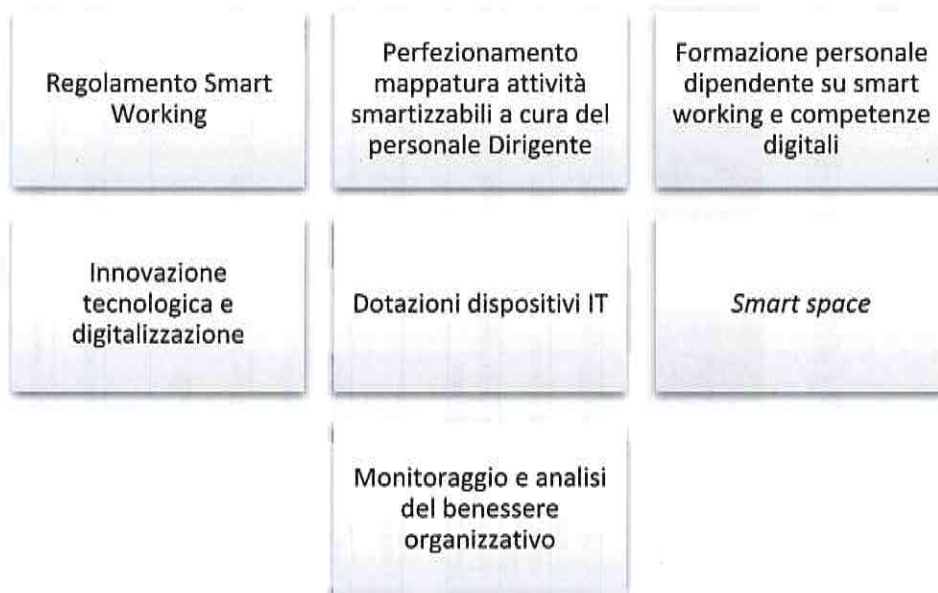 Regolamento Smart
Working
Perfezionamento
mappatura attività
smartizzabili a cura del
personale Dirigente
Formazione personale
dipendente su smart
working e competenze
digitali
Innovazione
tecnologica e
digitalizzazione
Dotazioni dispositivi IT
Smart space
Monitoraggio e analisi
del benessere
organizzativo